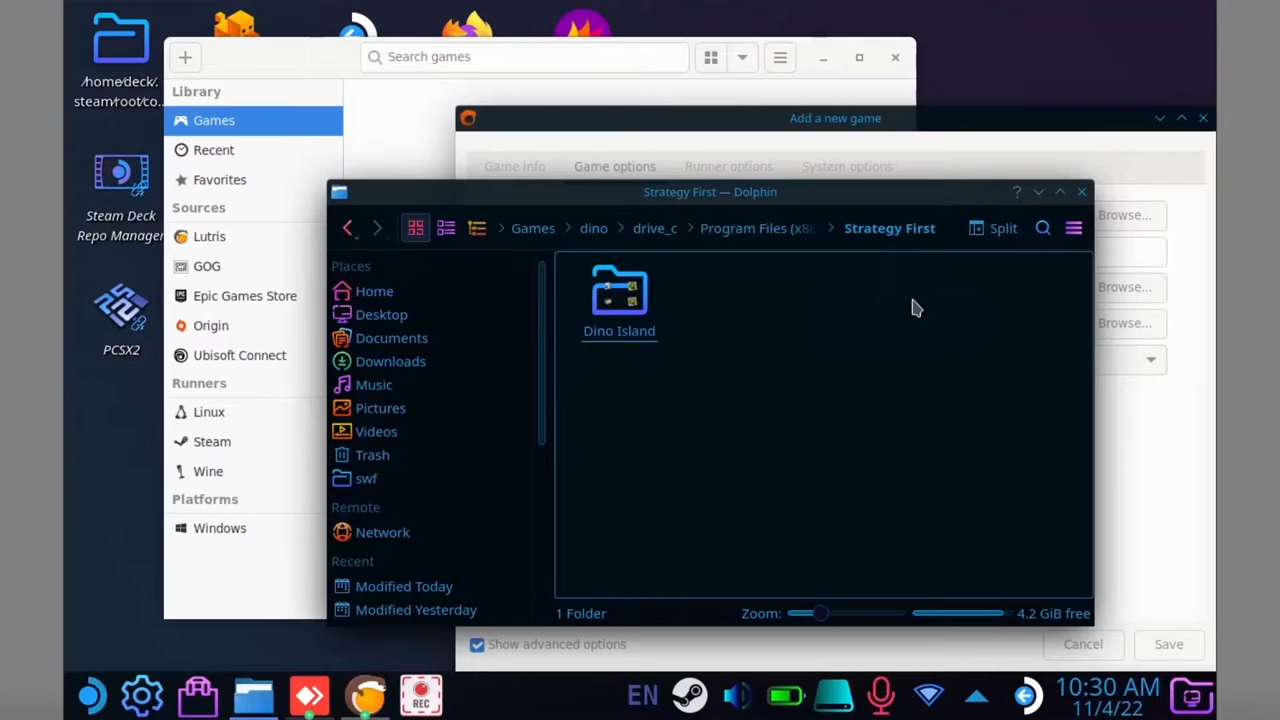 /home/deck/.
steam/root/co...
Steam Deck
Repo Manager
PCSX2
Search games
Library
Games
Recent
Favorites
Sources
Lutris
GOG
Epic Games Store
Origin
Ubisoft Connect
Runners
Linux
Steam
Wine
Platforms
Windows
Add a new game
Game info
Game options
Runner options
System options
Browse...
Browse...
Browse...
Show advanced options
Cancel
Save
Strategy First — Dolphin
Games
dino
drive_c
Program Files (x8
Strategy First
Split
Places
Home
Desktop
Documents
Downloads
Music
Pictures
Videos
Trash
swf
Remote
Network
Recent
Modified Today
Modified Yesterday
Dino Island
1 Folder
Zoom:
4.2 GiB free
REC
EN
10:30 AM
11/4/22